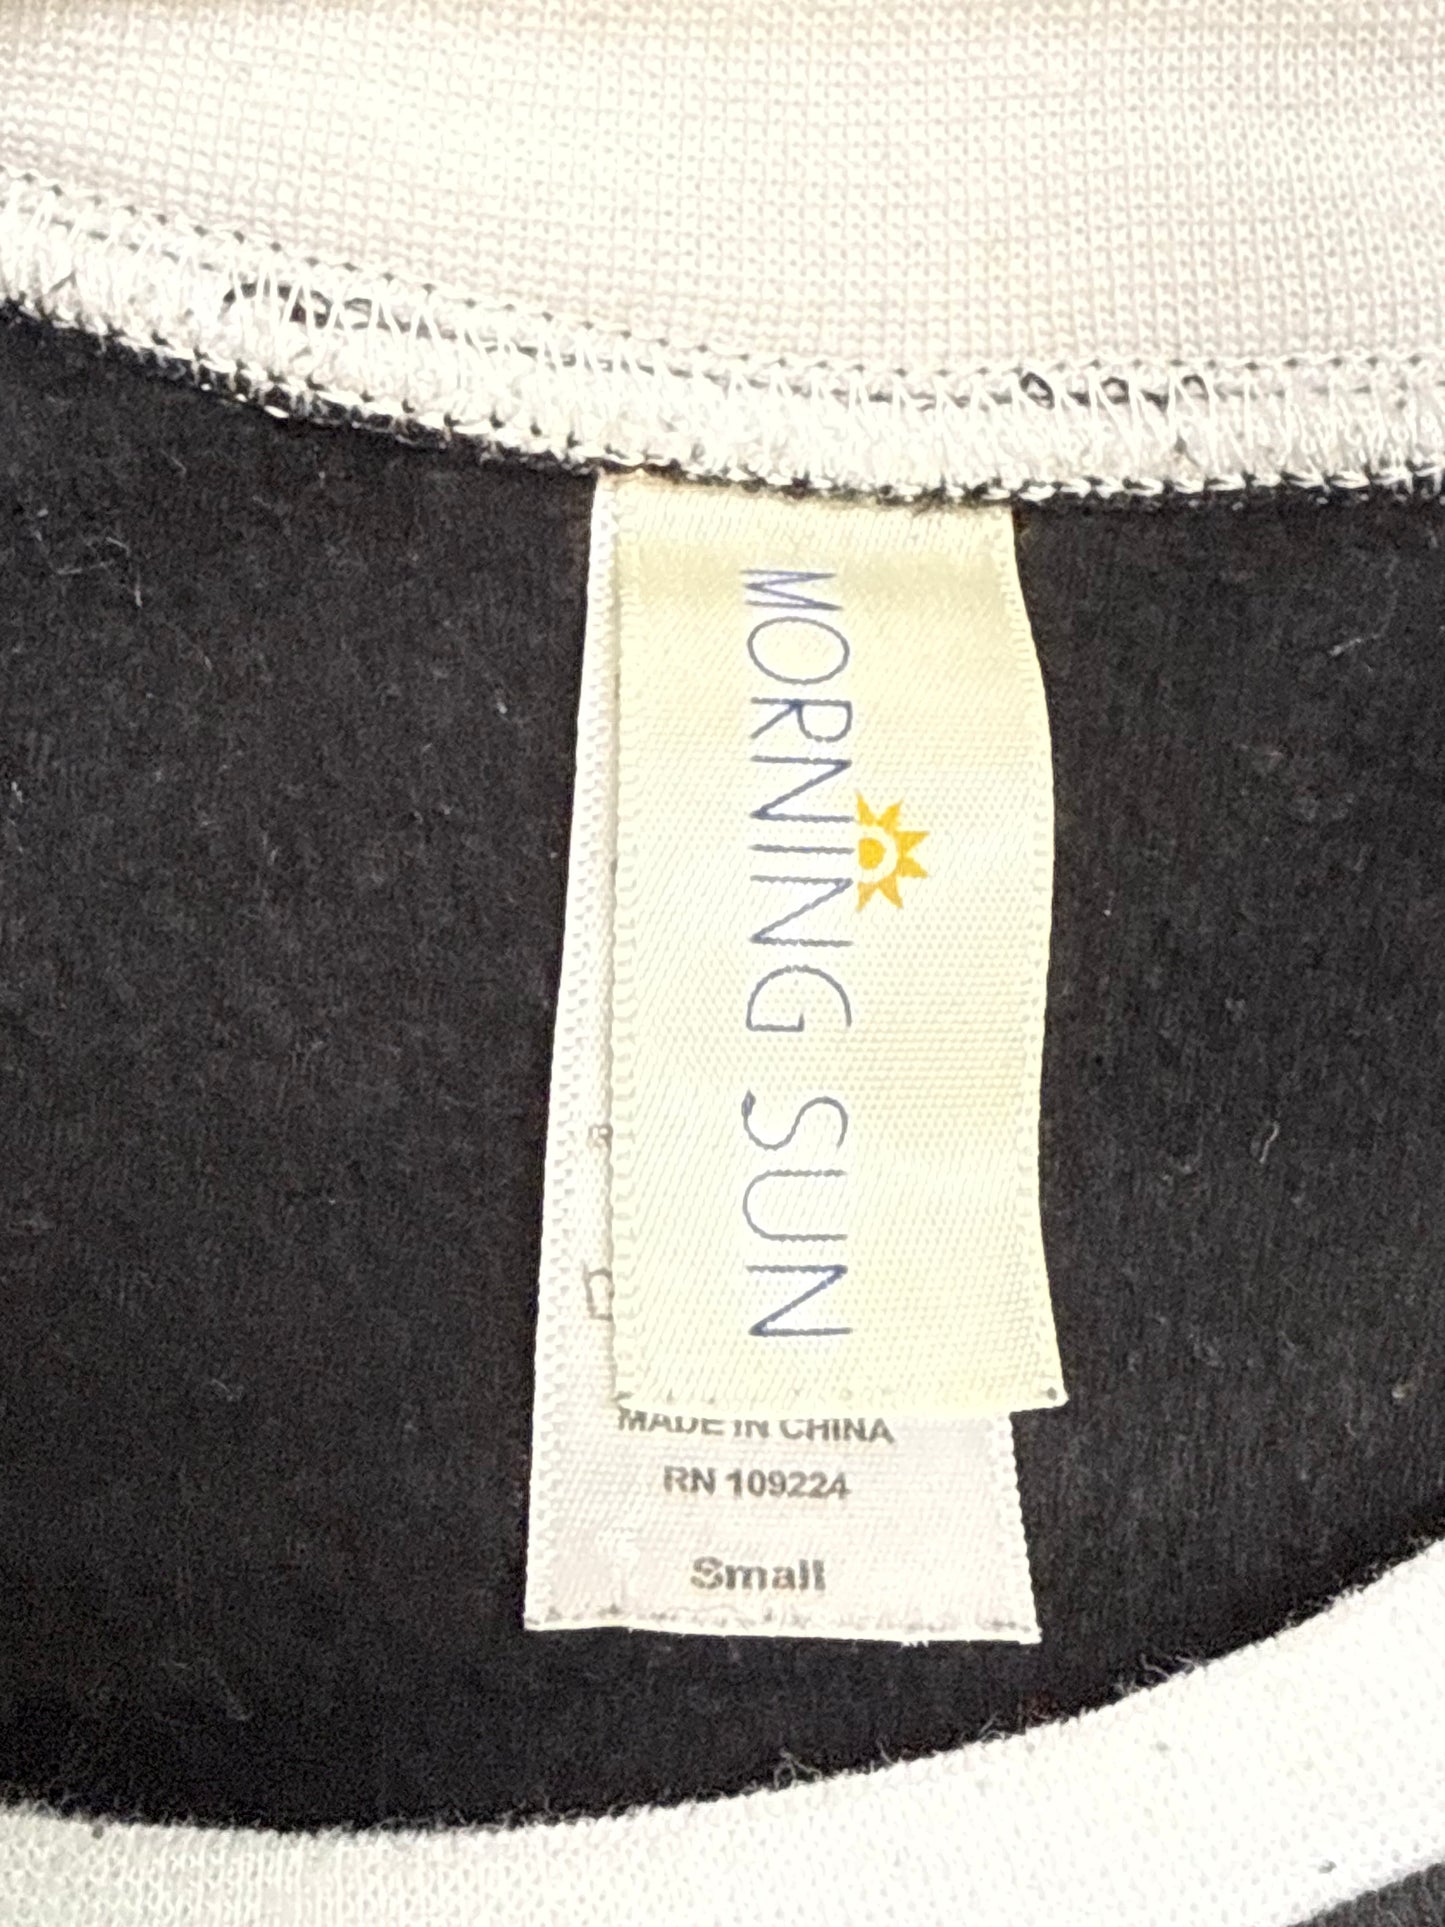 MORNING SUN
MADE IN CHINA
RN 109224
Small